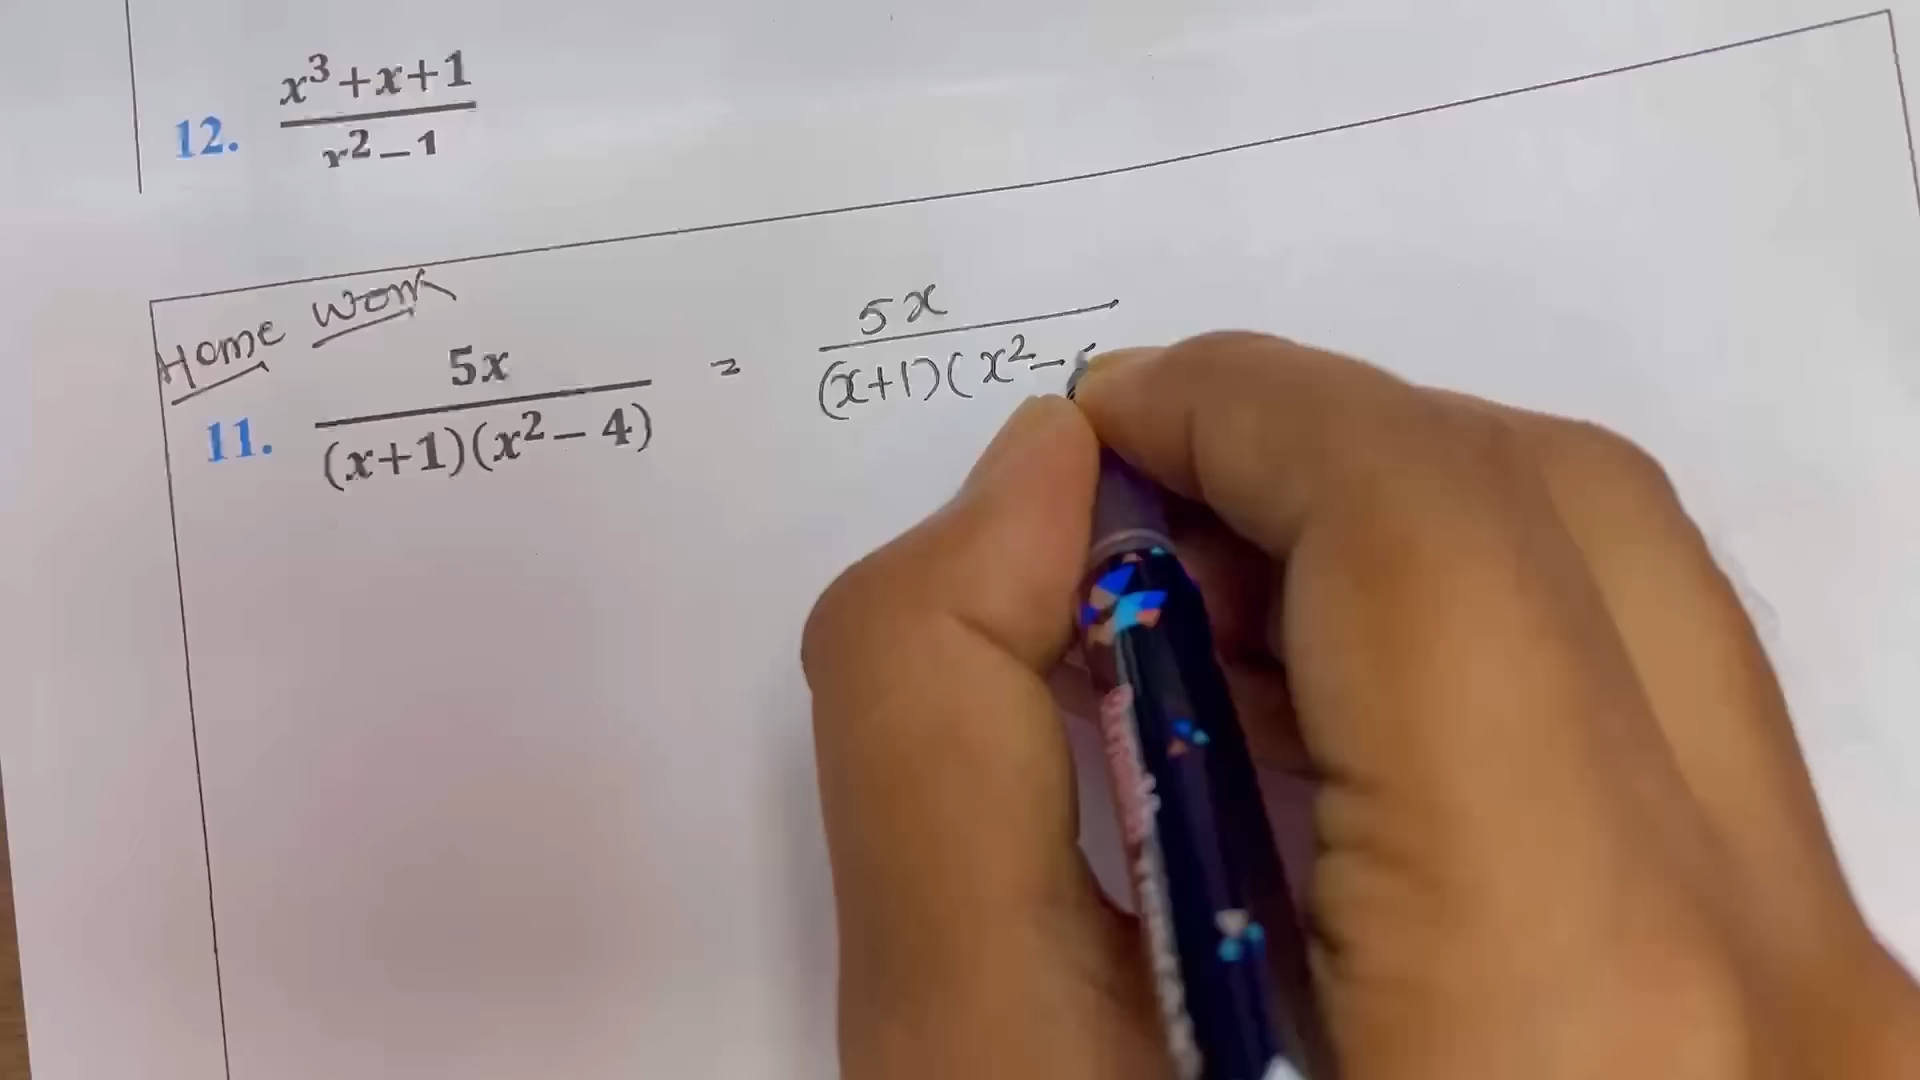 12. x³+x+1 / x²−1
Home Work
11. 5x / (x+1)(x²−4) = 5x / (x+1)(x²−